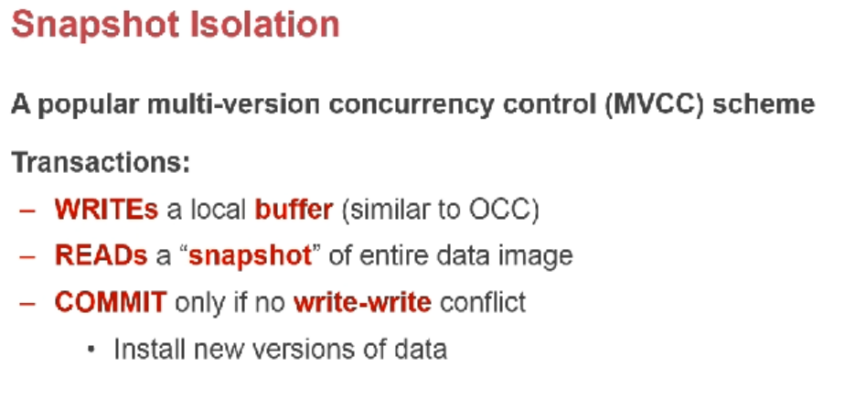 Snapshot Isolation
A popular multi-version concurrency control (MVCC) scheme
Transactions:
– WRITEs a local buffer (similar to OCC)
– READs a “snapshot” of entire data image
– COMMIT only if no write-write conflict
• Install new versions of data